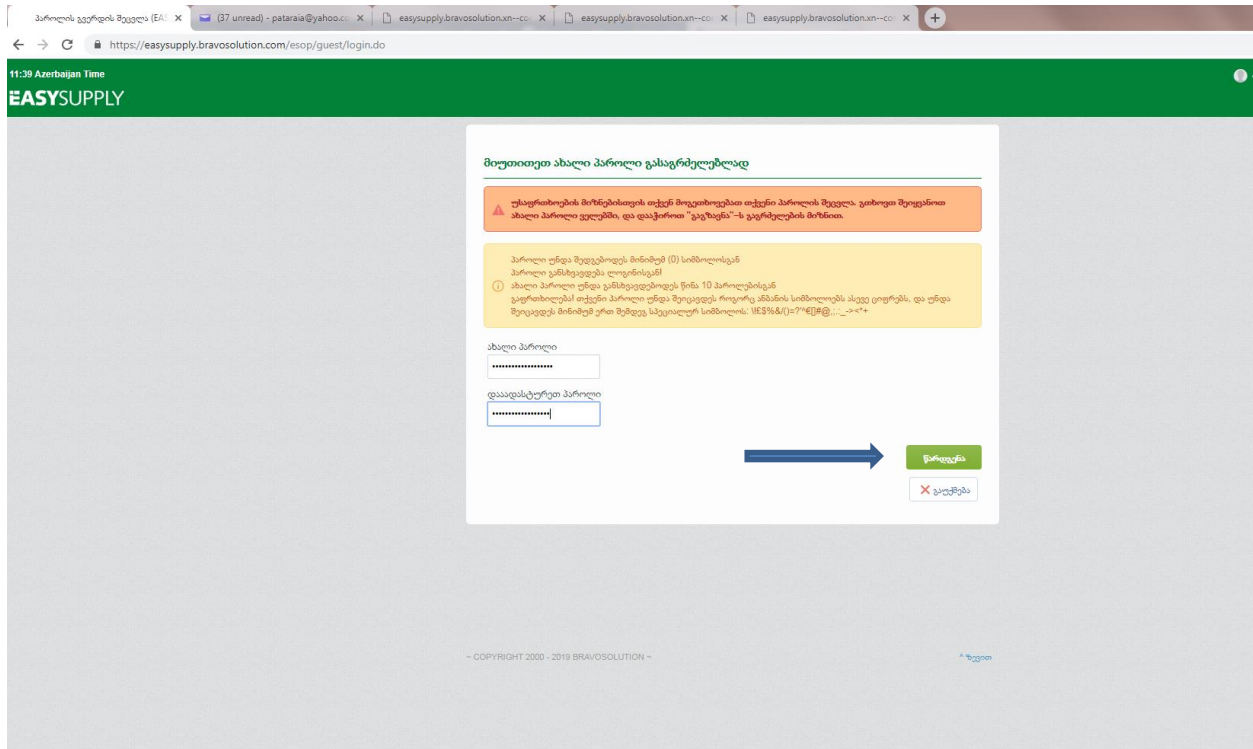 პაროლის გვერდის შეცვლა (EAS
(37 unread) - pataraia@yahoo.co
easysupply.bravosolution.xn--co
easysupply.bravosolution.xn--co
easysupply.bravosolution.xn--co
https://easysupply.bravosolution.com/esop/guest/login.do
11:39 Azerbaijan Time
EASYSUPPLY
მიუთითეთ ახალი პაროლი გასაგრძელებლად
უსაფრთხოების მიზნებისთვის თქვენ მოგეთხოვებათ თქვენი პაროლის შეცვლა. გთხოვთ შეიყვანოთ
ახალი პაროლი ველებში, და დააჭიროთ "გაგზავნა"-ს გაგრძელების მიზნით.
პაროლი უნდა შედგებოდეს მინიმუმ (0) სიმბოლოსგან
პაროლი განსხვავდება ლოგინისგან!
ახალი პაროლი უნდა განსხვავდებოდეს წინა 10 პაროლებისგან
გაფრთხილება! თქვენი პაროლი უნდა შეიცავდეს როგორც ანბანის სიმბოლოებს ასევე ციფრებს, და უნდა
შეიცავდეს მინიმუმ ერთ შემდეგ სპეციალურ სიმბოლოს: \!£$%&/()=?'^€[]#@,;.:_-><"*+
ახალი პაროლი
დაადასტურეთ პაროლი
წარდგენა
გაუქმება
~ COPYRIGHT 2000 - 2019 BRAVOSOLUTION ~
^ ზევით